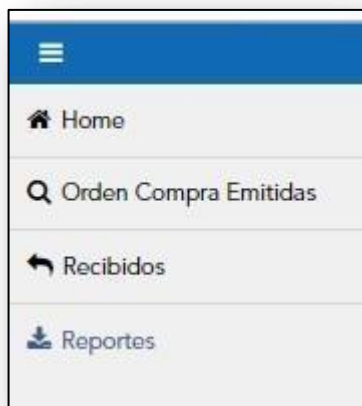 Home
Orden Compra Emitidas
Recibidos
Reportes